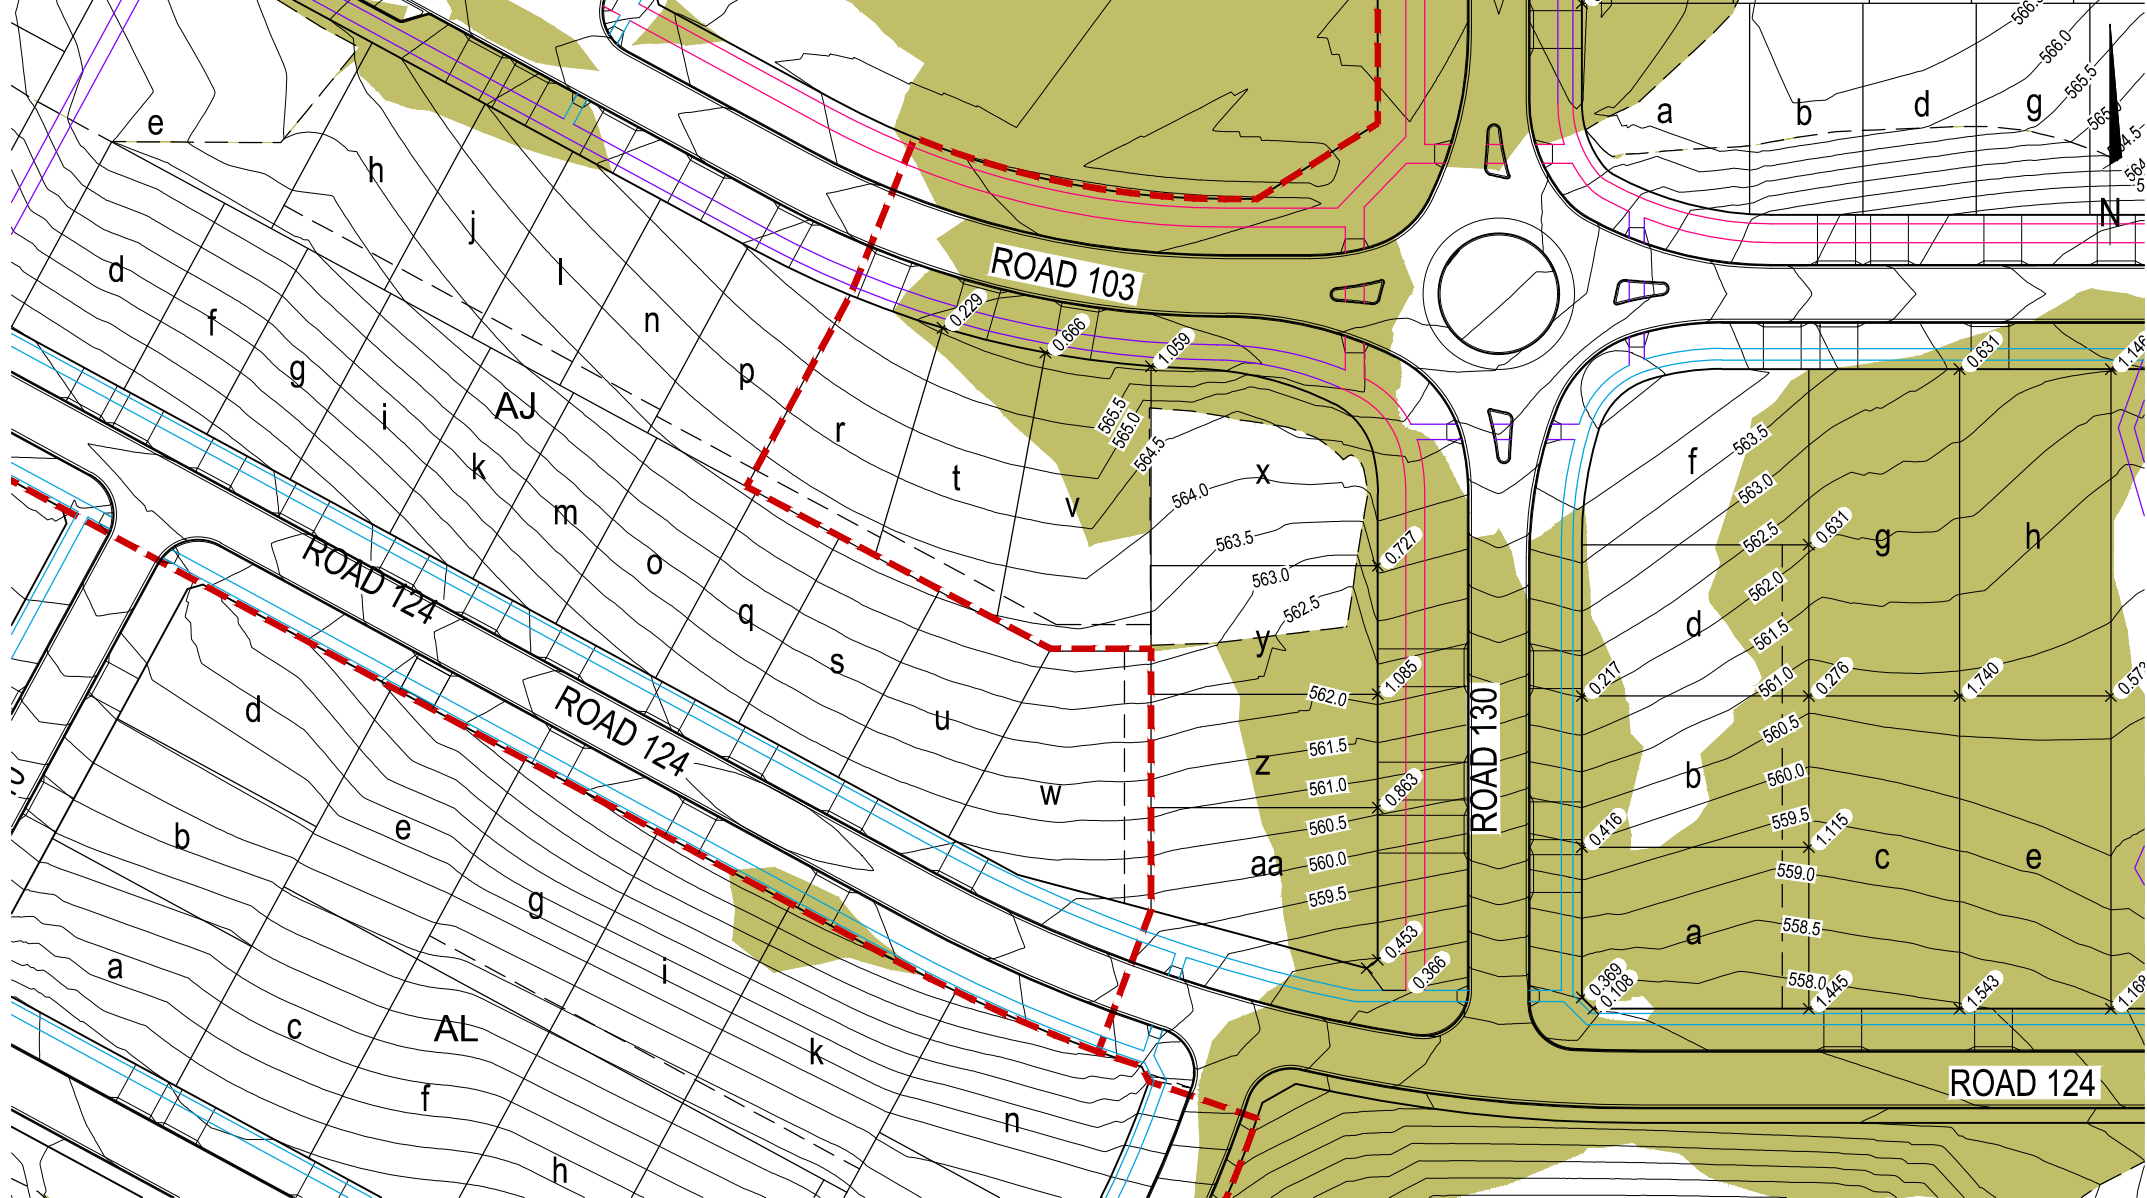 566.0
565.5
a
b
d
g
N
e
h
j
l
n
p
r
t
v
x
y
z
aa
ROAD 103
0.229
0.666
1.059
565.5
565.0
564.5
564.0
563.5
563.0
562.5
562.0
561.5
561.0
560.5
560.0
559.5
0.727
1.085
0.863
0.453
0.366
d
f
g
i
AJ
k
m
o
q
s
u
w
ROAD 124
ROAD 124
ROAD 130
d
b
a
e
g
c
AL
f
h
i
k
n
0.631
f
g
h
d
b
a
c
e
563.5
563.0
562.5
562.0
561.5
561.0
560.5
560.0
559.5
559.0
558.5
558.0
0.631
0.217
0.276
1.740
0.416
1.115
0.369
0.108
1.445
1.543
ROAD 124